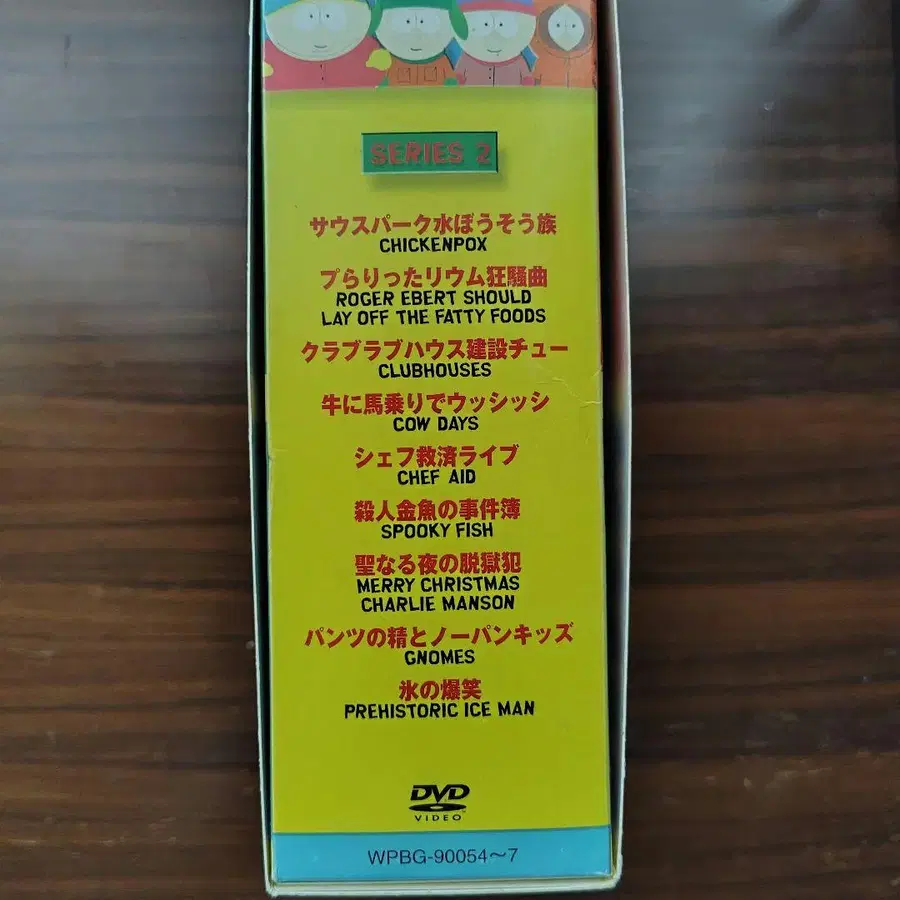 SERIES 2
サウスパーク水ぼうそう族
CHICKENPOX
プらりったリウム狂騒曲
ROGER EBERT SHOULD
LAY OFF THE FATTY FOODS
クラブラブハウス建設チュー
CLUBHOUSES
牛に馬乗りでウッシッシ
COW DAYS
シェフ救済ライブ
CHEF AID
殺人金魚の事件簿
SPOOKY FISH
聖なる夜の脱獄犯
MERRY CHRISTMAS
CHARLIE MANSON
パンツの精とノーパンキッズ
GNOMES
氷の爆笑
PREHISTORIC ICE MAN
DVD
VIDEO
WPBG-90054～7